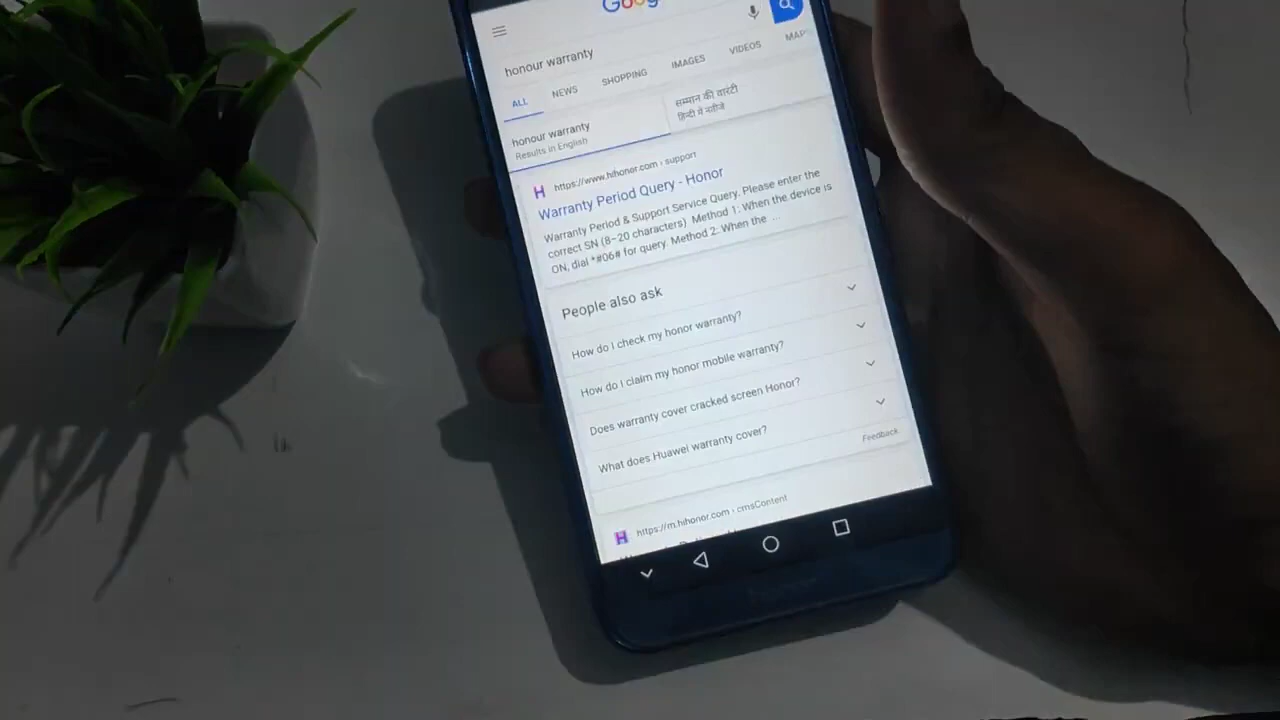 Goog
honour warranty
ALL NEWS SHOPPING IMAGES VIDEOS MAP
honour warranty
Results in English
सम्मान की वारंटी
हिन्दी में नतीजे
H https://www.hihonor.com › support
Warranty Period Query - Honor
Warranty Period & Support Service Query. Please enter the
correct SN (8–20 characters) Method 1: When the device is
ON, dial *#06# for query. Method 2: When the ...
People also ask
How do I check my honor warranty?
How do I claim my honor mobile warranty?
Does warranty cover cracked screen Honor?
What does Huawei warranty cover?
Feedback
H https://m.hihonor.com › cmsContent